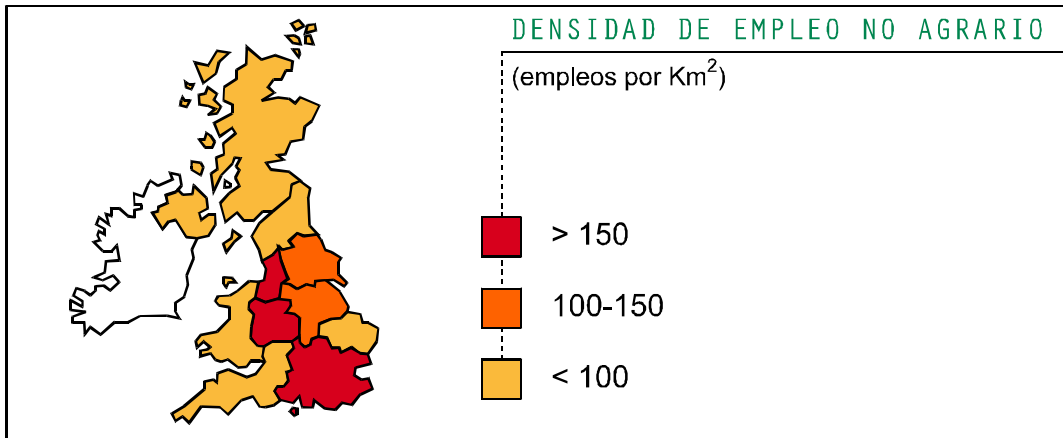 DENSIDAD DE EMPLEO NO AGRARIO
(empleos por Km²)
> 150
100-150
< 100